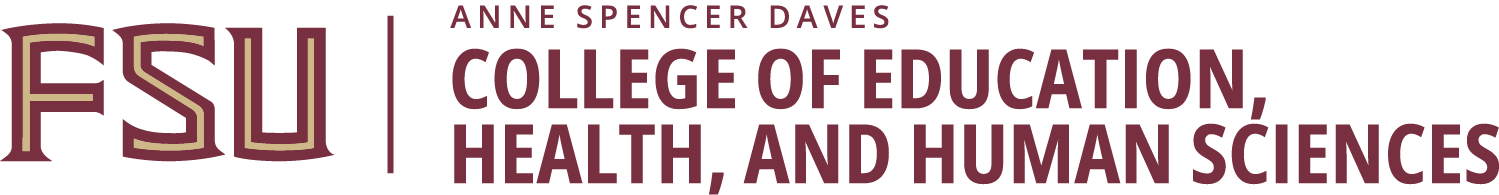 FSU
ANNE SPENCER DAVES
COLLEGE OF EDUCATION,
HEALTH, AND HUMAN SCIENCES